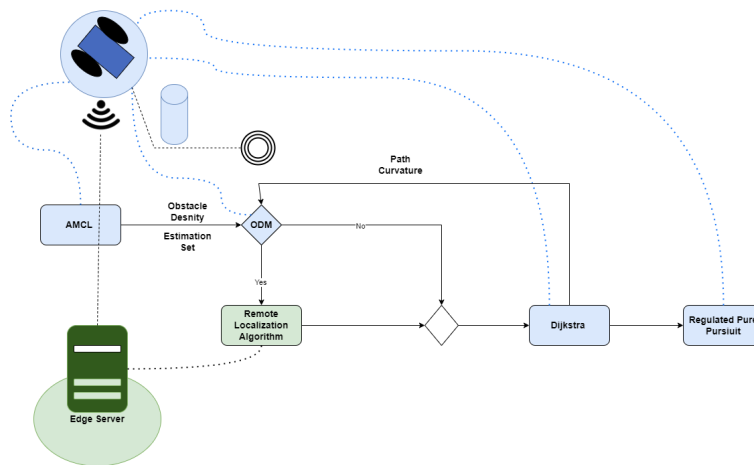 Path
Curvature
Obstacle
Desnity
AMCL
ODM
Estimation
Set
No
Yes
Remote
Localization
Algorithm
Dijkstra
Regulated Pure
Pursiuit
Edge Server